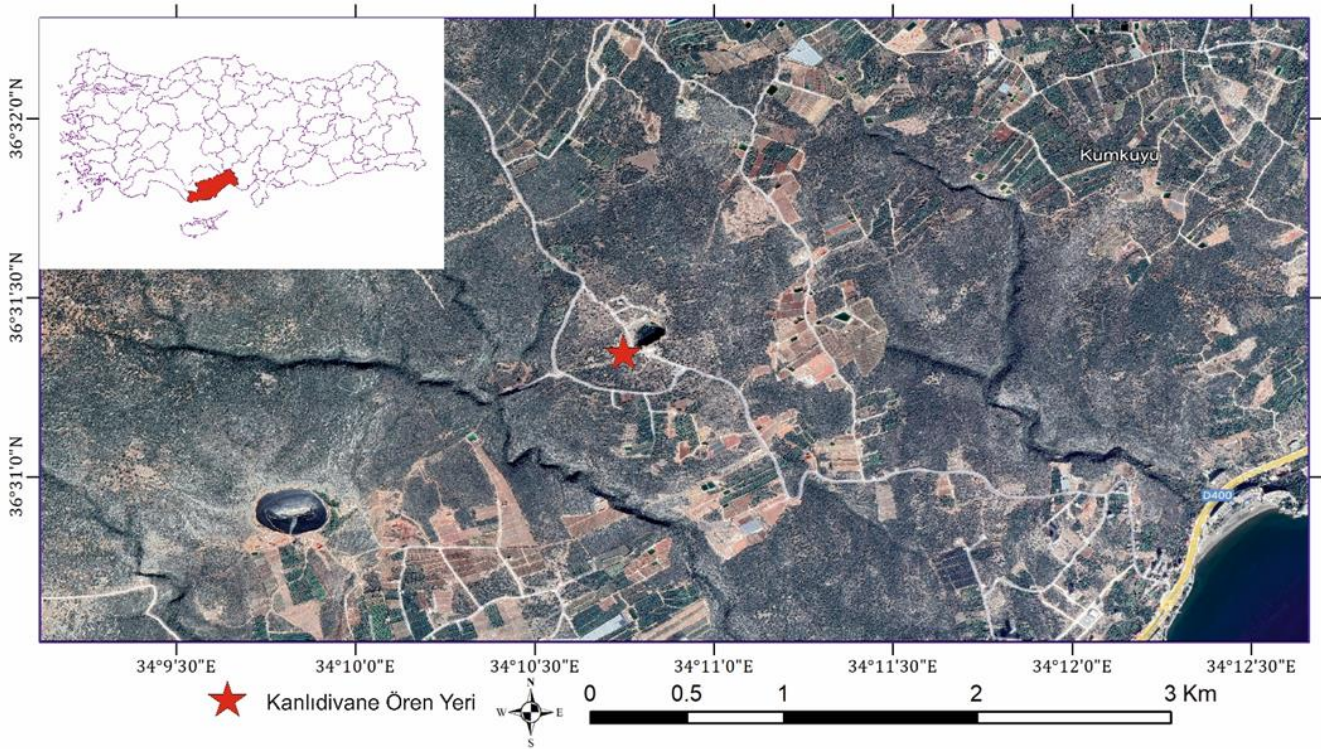 36°32'0"N
36°31'30"N
36°31'0"N
Kumkuyu
D400
34°9'30"E
34°10'0"E
34°10'30"E
34°11'0"E
34°11'30"E
34°12'0"E
34°12'30"E
Kanlıdivane Ören Yeri
N
W
E
S
0
0.5
1
2
3 Km